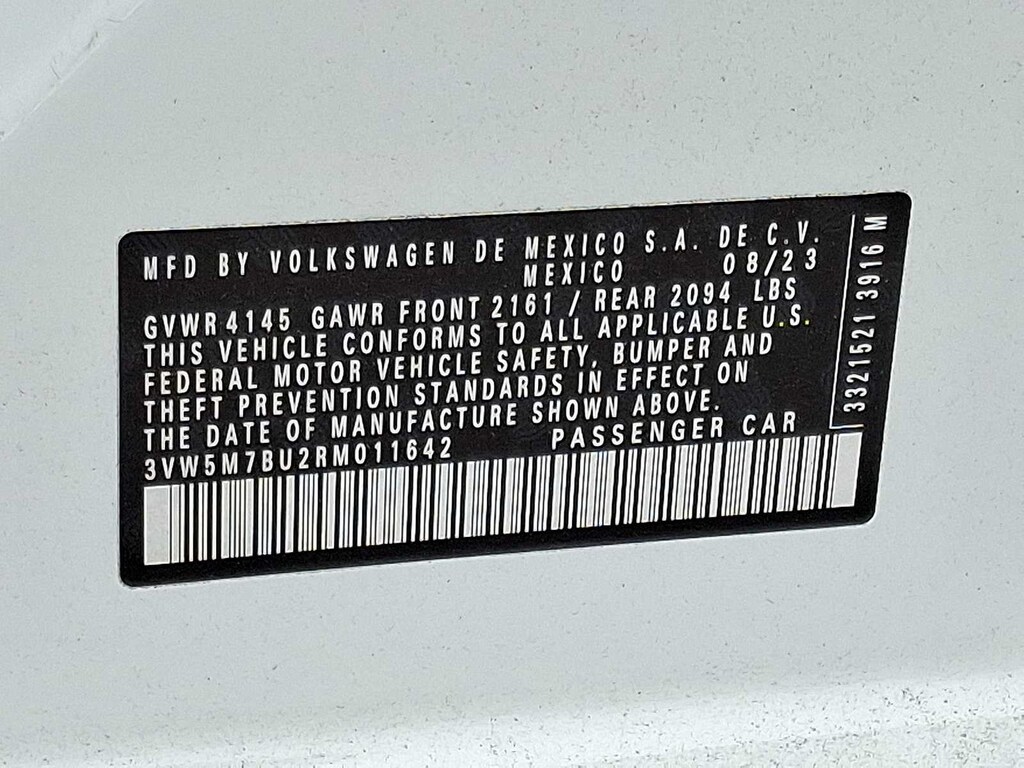 MFD BY VOLKSWAGEN DE MEXICO S.A. DE C.V.
MEXICO 08/23
GVWR 4145 GAWR FRONT 2161 / REAR 2094 LBS
THIS VEHICLE CONFORMS TO ALL APPLICABLE U.S.
FEDERAL MOTOR VEHICLE SAFETY, BUMPER AND
THEFT PREVENTION STANDARDS IN EFFECT ON
THE DATE OF MANUFACTURE SHOWN ABOVE.
3VW5M7BU2RM011642 PASSENGER CAR
3321521 3916 M